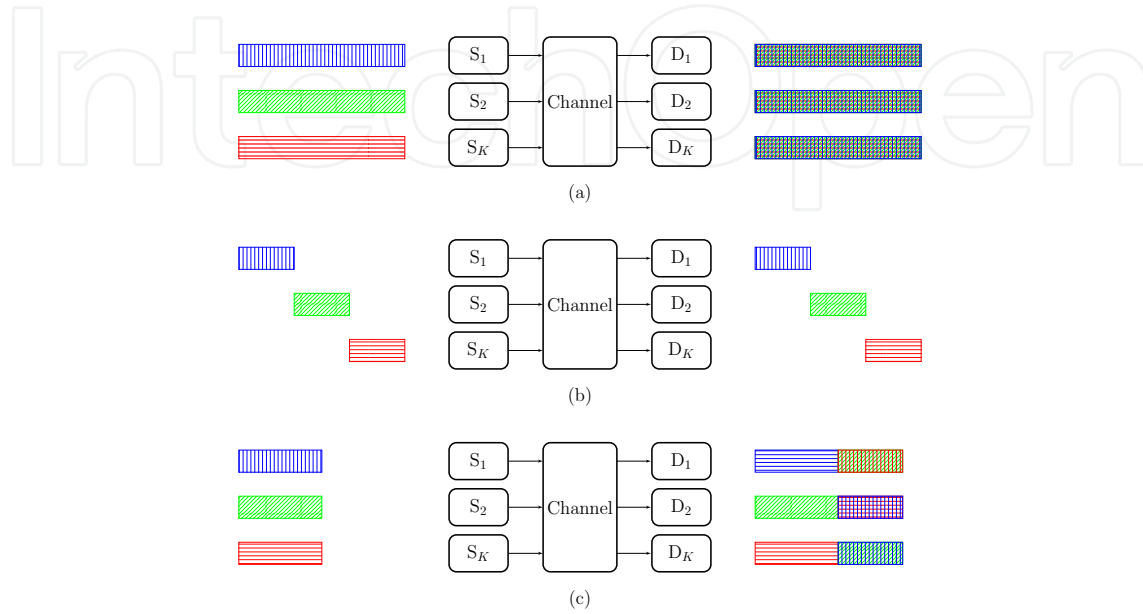 IntechOpen
S1 D1
S2 Channel D2
SK DK
(a)
S1 D1
S2 Channel D2
SK DK
(b)
S1 D1
S2 Channel D2
SK DK
(c)